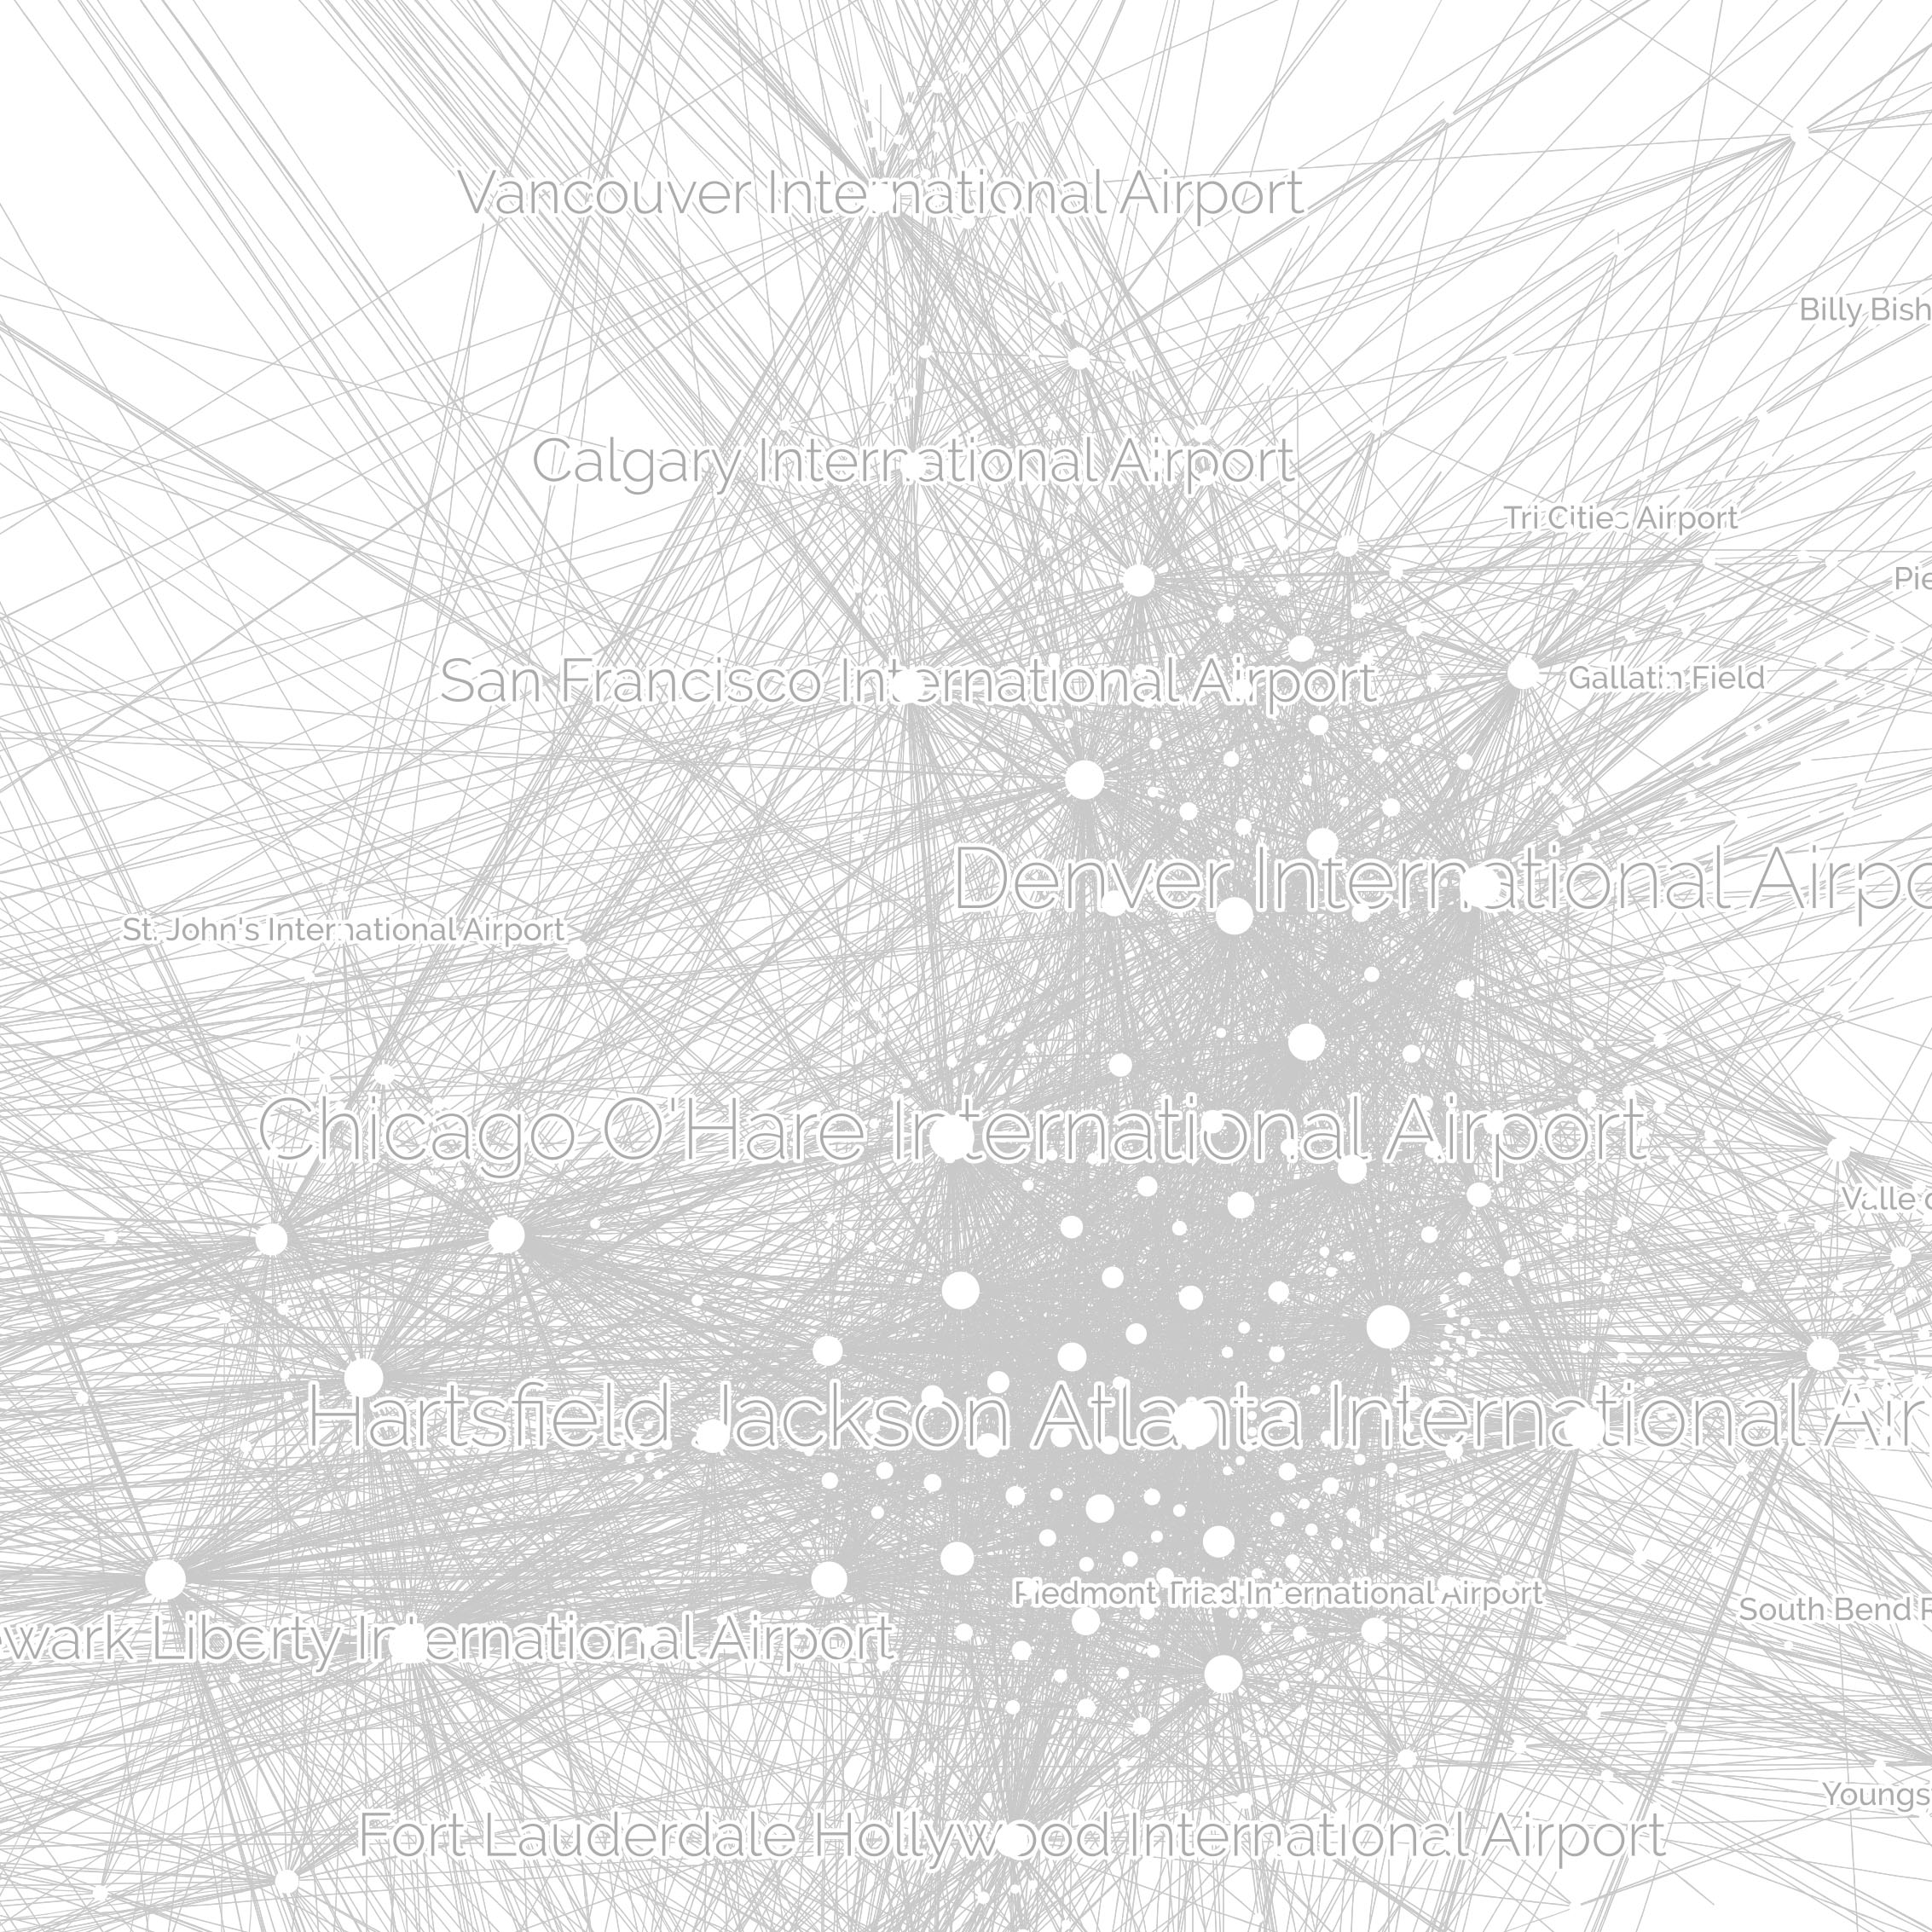 Vancouver International Airport
Billy Bish
Calgary International Airport
Tri Cities Airport
Pie
San Francisco International Airport
Gallatin Field
Denver International Airpo
St. John's International Airport
Chicago O'Hare International Airport
Valle
Hartsfield Jackson Atlanta International Air
Piedmont Triad International Airport
South Bend
wark Liberty International Airport
Youngs
Fort Lauderdale Hollywood International Airport